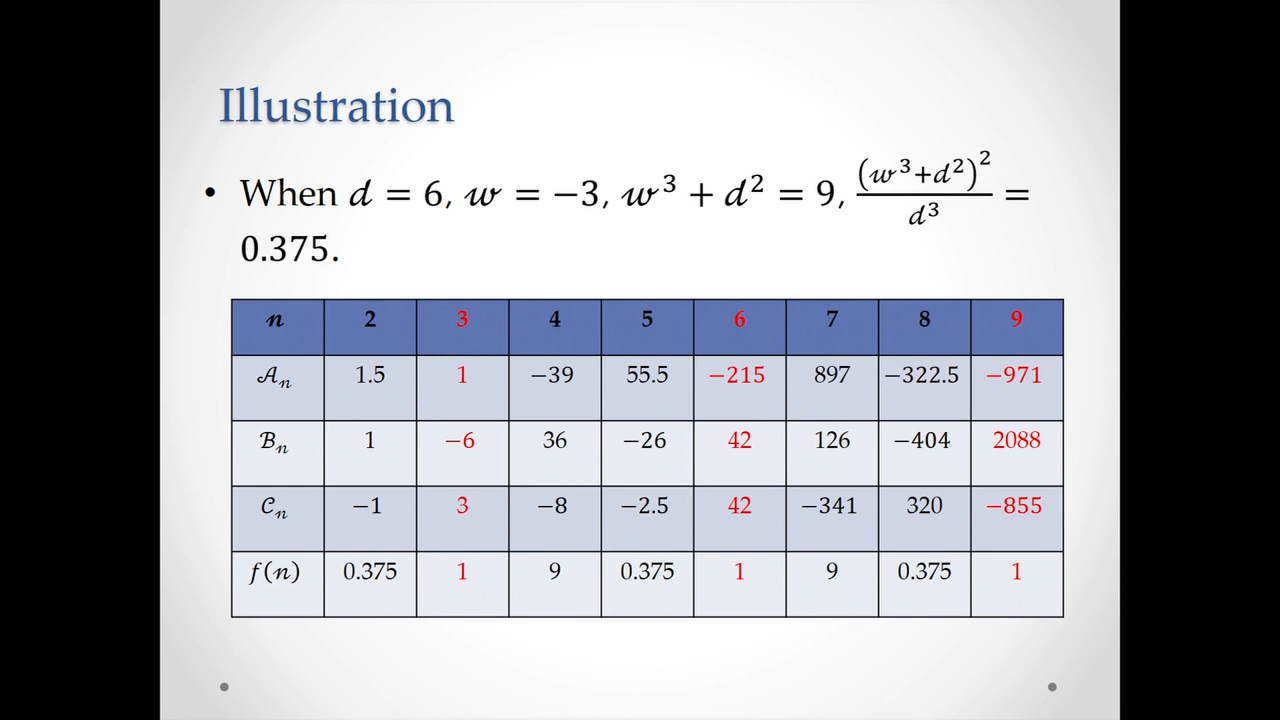 Illustration
• When 𝒹 = 6, 𝓌 = −3, 𝓌³ + 𝒹² = 9, (𝓌³+𝒹²)²/𝒹³ =
0.375.
𝓃 2 3 4 5 6 7 8 9
𝒜ₙ 1.5 1 −39 55.5 −215 897 −322.5 −971
ℬₙ 1 −6 36 −26 42 126 −404 2088
𝒞ₙ −1 3 −8 −2.5 42 −341 320 −855
𝑓(𝑛) 0.375 1 9 0.375 1 9 0.375 1